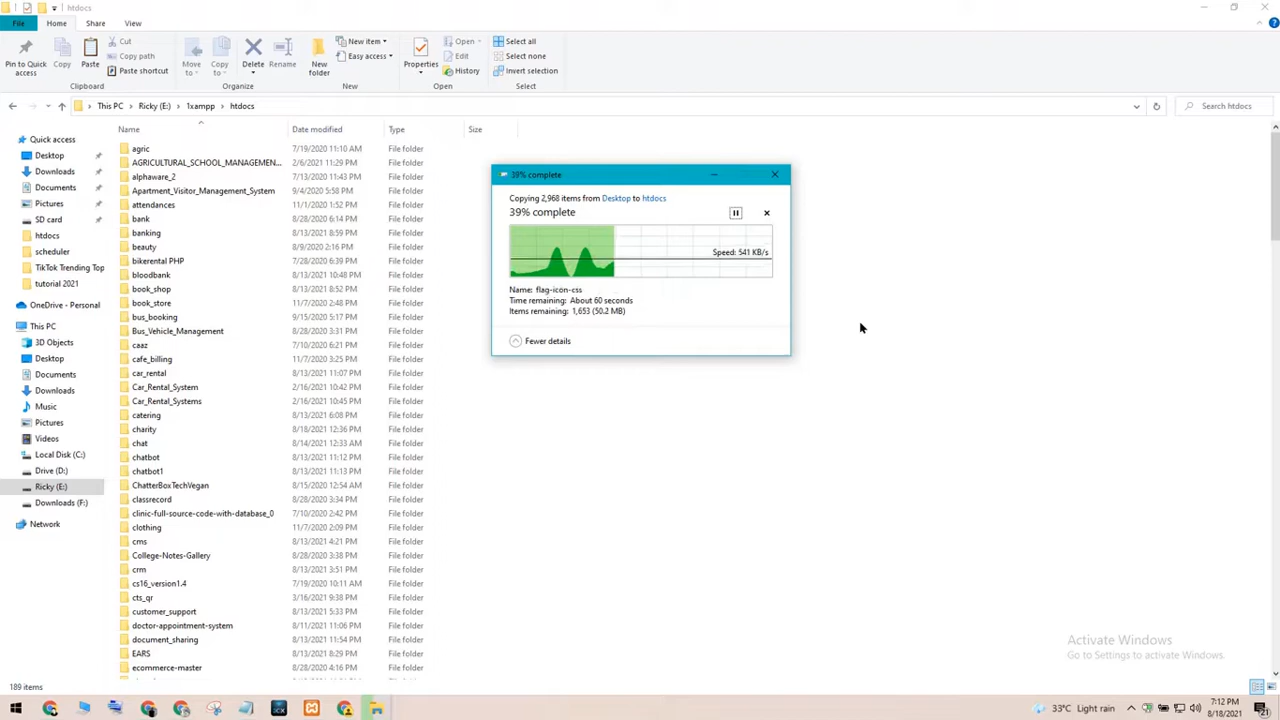 htdocs
File Home Share View
Pin to Quick access
Copy
Paste
Cut
Copy path
Paste shortcut
Clipboard
Move to
Copy to
Delete
Rename
Organize
New folder
New item
Easy access
New
Properties
Open
Edit
History
Open
Select all
Select none
Invert selection
Select
This PC > Ricky (E:) > 1xampp > htdocs
Search htdocs
Quick access
Desktop
Downloads
Documents
Pictures
SD card
htdocs
scheduler
TikTok Trending Top
tutorial 2021
OneDrive - Personal
This PC
3D Objects
Desktop
Documents
Downloads
Music
Pictures
Videos
Local Disk (C:)
Drive (D:)
Ricky (E:)
Downloads (F:)
Network
Name Date modified Type Size
agric 7/19/2020 11:10 AM File folder
AGRICULTURAL_SCHOOL_MANAGEMEN... 2/6/2021 11:29 PM File folder
alphaware_2 7/13/2020 11:43 PM File folder
Apartment_Visitor_Management_System 9/4/2020 5:58 PM File folder
attendances 11/1/2020 1:52 PM File folder
bank 8/28/2020 6:14 PM File folder
banking 8/13/2021 8:59 PM File folder
beauty 8/9/2020 2:16 PM File folder
bikerental PHP 7/28/2020 6:39 PM File folder
bloodbank 8/13/2021 10:48 PM File folder
book_shop 8/13/2021 8:52 PM File folder
book_store 11/7/2020 2:48 PM File folder
bus_booking 9/15/2020 5:17 PM File folder
Bus_Vehicle_Management 8/28/2020 3:31 PM File folder
caaz 7/10/2020 6:21 PM File folder
cafe_billing 11/7/2020 3:25 PM File folder
car_rental 8/13/2021 11:07 PM File folder
Car_Rental_System 2/16/2021 10:42 PM File folder
Car_Rental_Systems 2/16/2021 10:45 PM File folder
catering 8/13/2021 6:08 PM File folder
charity 8/18/2021 12:36 PM File folder
chat 8/14/2021 12:33 AM File folder
chatbot 8/13/2021 11:12 PM File folder
chatbot1 8/13/2021 11:13 PM File folder
ChatterBoxTechVegan 8/15/2020 12:54 AM File folder
classrecord 8/28/2020 3:34 PM File folder
clinic-full-source-code-with-database_0 7/10/2020 2:42 PM File folder
clothing 11/7/2020 2:09 PM File folder
cms 8/13/2021 4:21 PM File folder
College-Notes-Gallery 8/28/2020 3:38 PM File folder
crm 8/13/2021 3:51 PM File folder
cs16_version1.4 7/19/2020 10:11 AM File folder
cts_qr 3/16/2021 9:38 PM File folder
customer_support 8/13/2021 5:33 PM File folder
doctor-appointment-system 8/11/2021 11:06 PM File folder
document_sharing 8/13/2021 11:54 PM File folder
EARS 8/13/2021 8:29 PM File folder
ecommerce-master 8/28/2020 4:16 PM File folder
39% complete
Copying 2,968 items from Desktop to htdocs
39% complete
Speed: 541 KB/s
Name: flag-icon-css
Time remaining: About 60 seconds
Items remaining: 1,653 (50.2 MB)
Fewer details
Activate Windows
Go to Settings to activate Windows.
189 items
33°C Light rain
7:12 PM
8/18/2021
21